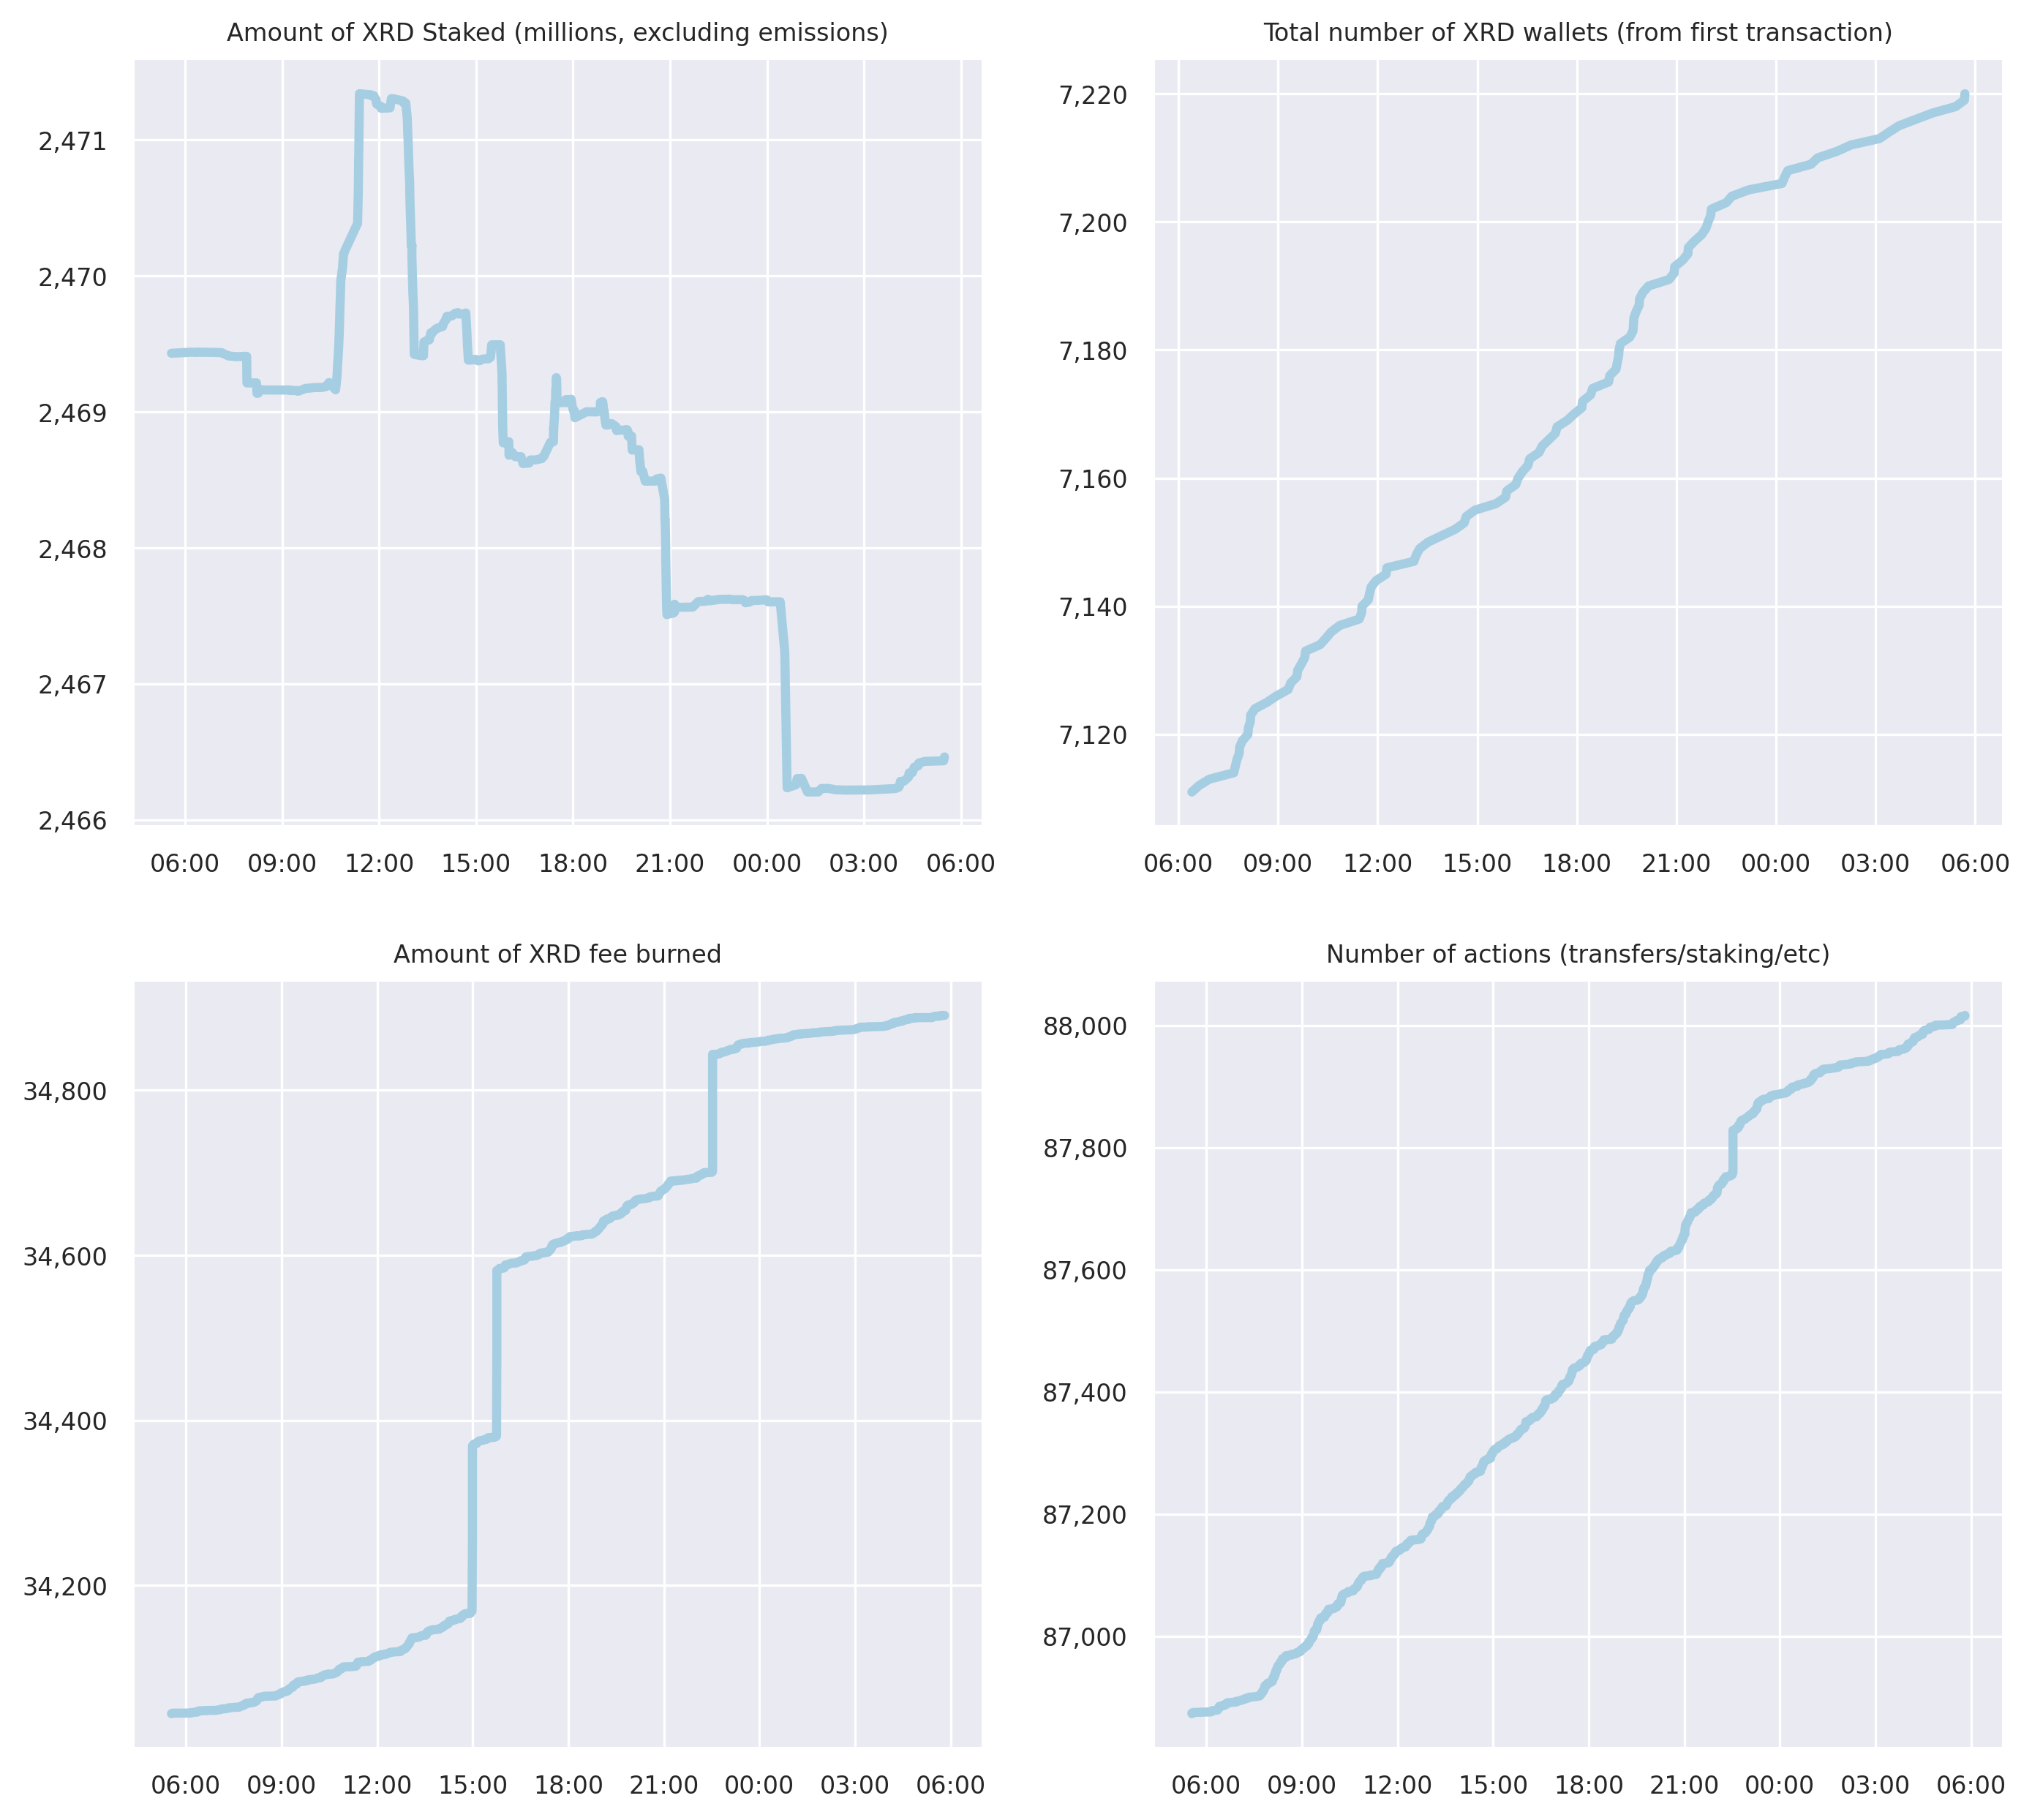 Amount of XRD Staked (millions, excluding emissions)
2,471
2,470
2,469
2,468
2,467
2,466
06:00 09:00 12:00 15:00 18:00 21:00 00:00 03:00 06:00
Total number of XRD wallets (from first transaction)
7,220
7,200
7,180
7,160
7,140
7,120
06:00 09:00 12:00 15:00 18:00 21:00 00:00 03:00 06:00
Amount of XRD fee burned
34,800
34,600
34,400
34,200
06:00 09:00 12:00 15:00 18:00 21:00 00:00 03:00 06:00
Number of actions (transfers/staking/etc)
88,000
87,800
87,600
87,400
87,200
87,000
06:00 09:00 12:00 15:00 18:00 21:00 00:00 03:00 06:00